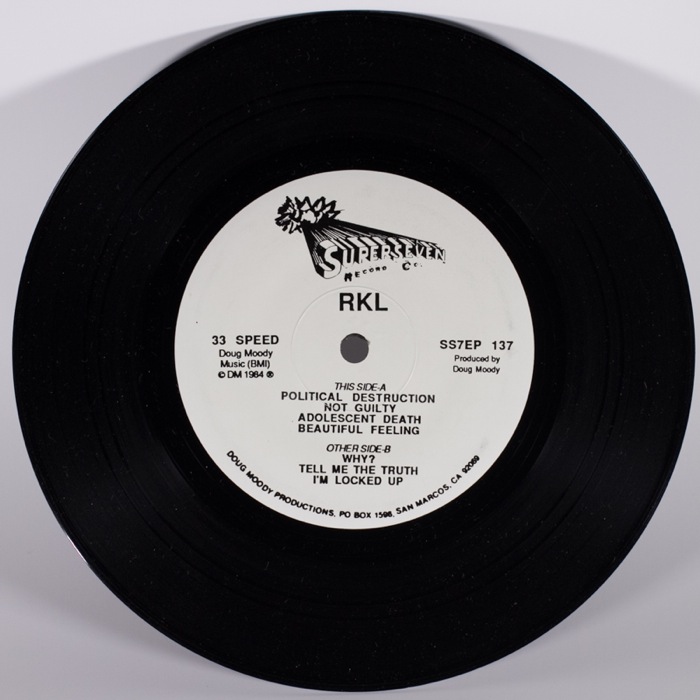 SUPERSEVEN
RECORD Co.
RKL
33 SPEED
Doug Moody
Music (BMI)
© DM 1984 ®
SS7EP 137
Produced by
Doug Moody
THIS SIDE-A
POLITICAL DESTRUCTION
NOT GUILTY
ADOLESCENT DEATH
BEAUTIFUL FEELING
OTHER SIDE-B
WHY?
TELL ME THE TRUTH
I'M LOCKED UP
DOUG MOODY PRODUCTIONS, PO BOX 1596, SAN MARCOS, CA 92069